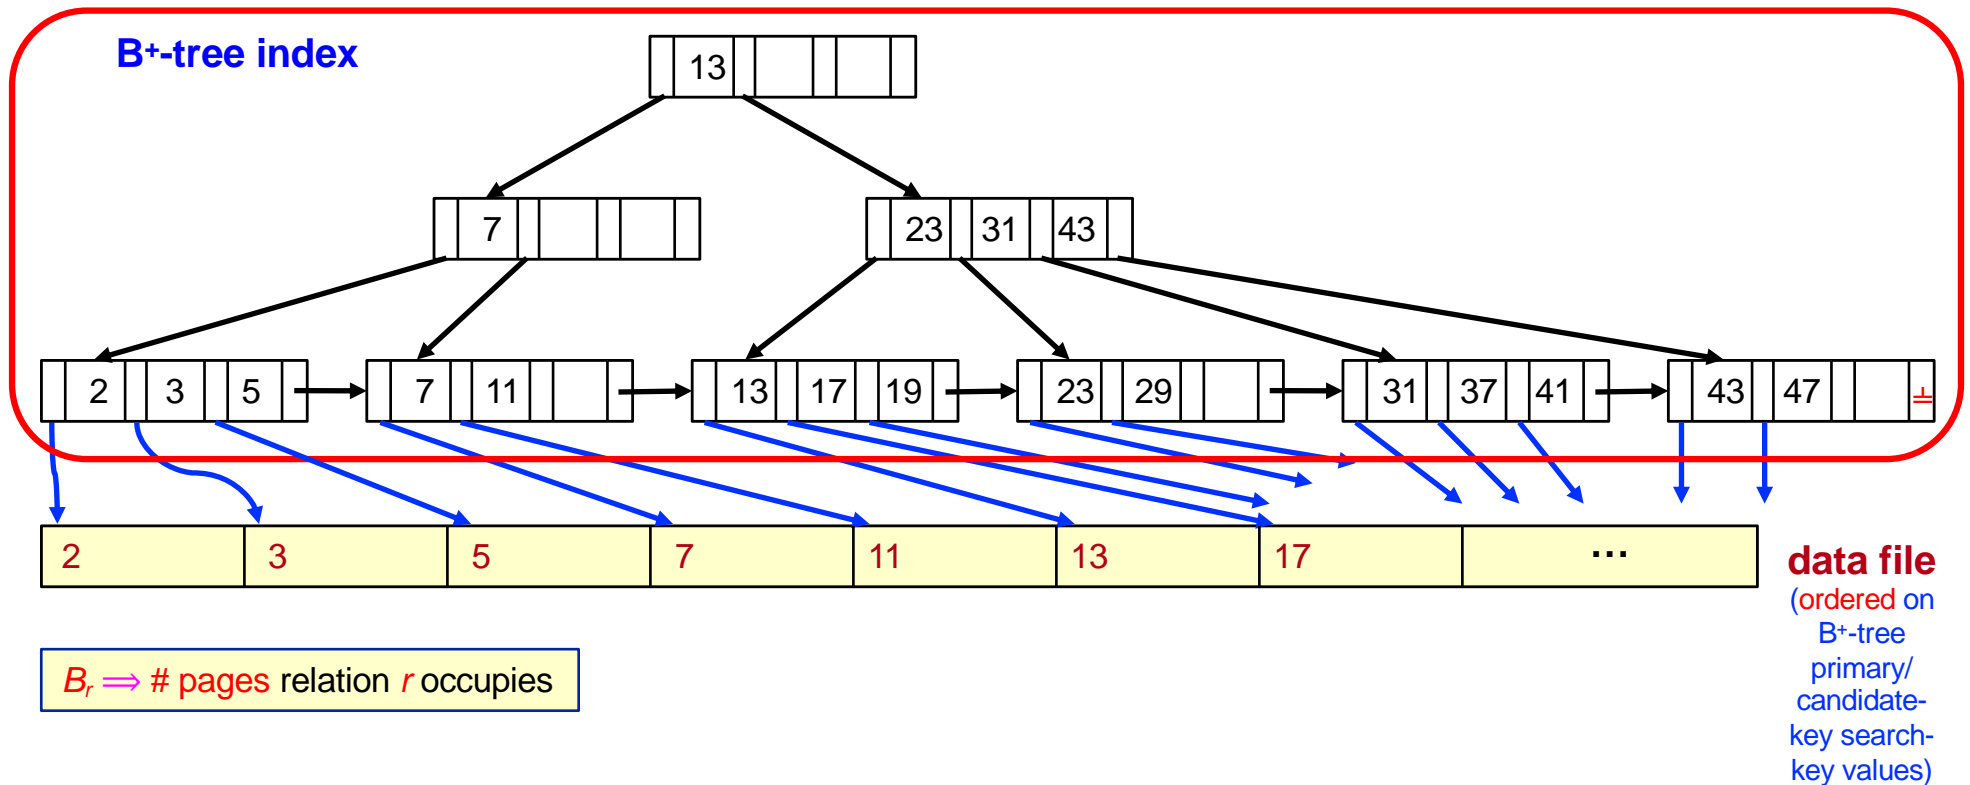 B+-tree index
13
7
23 31 43
2 3 5 7 11 13 17 19 23 29 31 37 41 43 47
2 3 5 7 11 13 17 ...
data file
(ordered on
B+-tree
primary/
candidate-
key search-
key values)
Br ⟹ # pages relation r occupies